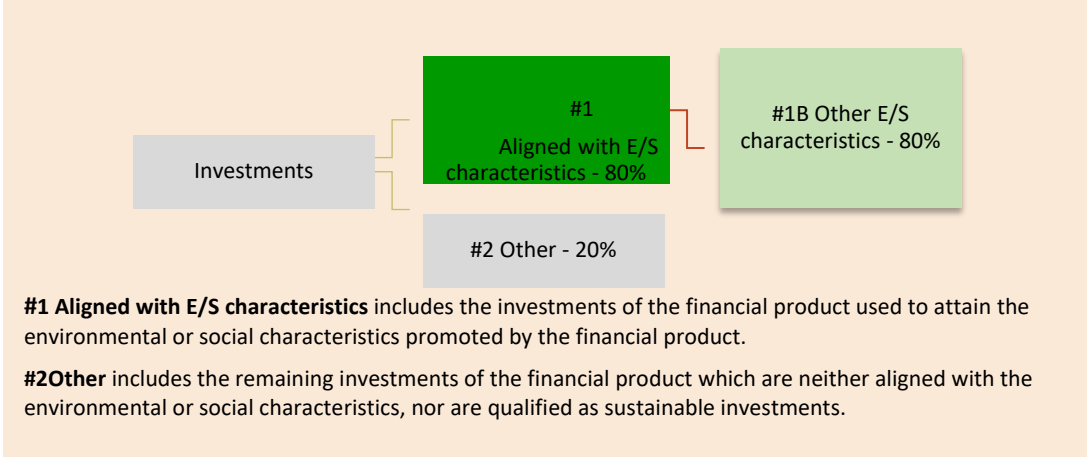 #1
Aligned with E/S
characteristics - 80%
#1B Other E/S
characteristics - 80%
Investments
#2 Other - 20%
#1 Aligned with E/S characteristics includes the investments of the financial product used to attain the
environmental or social characteristics promoted by the financial product.
#2Other includes the remaining investments of the financial product which are neither aligned with the
environmental or social characteristics, nor are qualified as sustainable investments.